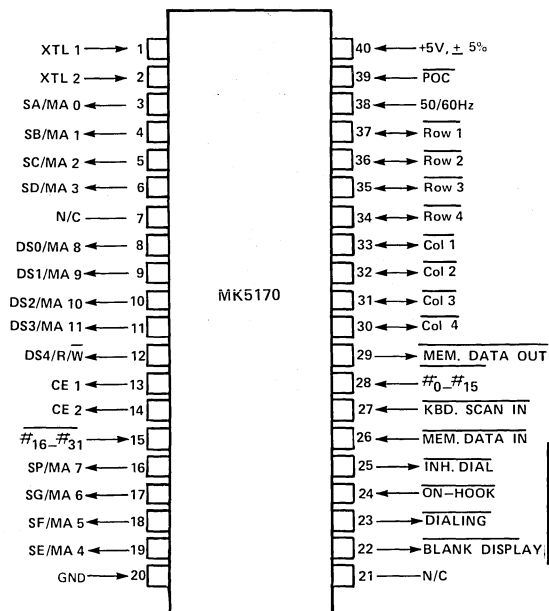 XTL 1 1 40 +5V, ± 5%
XTL 2 2 39 POC
SA/MA 0 3 38 50/60Hz
SB/MA 1 4 37 Row 1
SC/MA 2 5 36 Row 2
SD/MA 3 6 35 Row 3
N/C 7 34 Row 4
DS0/MA 8 8 33 Col 1
DS1/MA 9 9 32 Col 2
MK5170
DS2/MA 10 10 31 Col 3
DS3/MA 11 11 30 Col 4
DS4/R/W̅ 12 29 MEM. DATA OUT
CE 1 13 28 #0–#15
CE 2 14 27 KBD. SCAN IN
#16–#31 15 26 MEM. DATA IN
SP/MA 7 16 25 INH. DIAL
SG/MA 6 17 24 ON-HOOK
SF/MA 5 18 23 DIALING
SE/MA 4 19 22 BLANK DISPLAY
GND 20 21 N/C